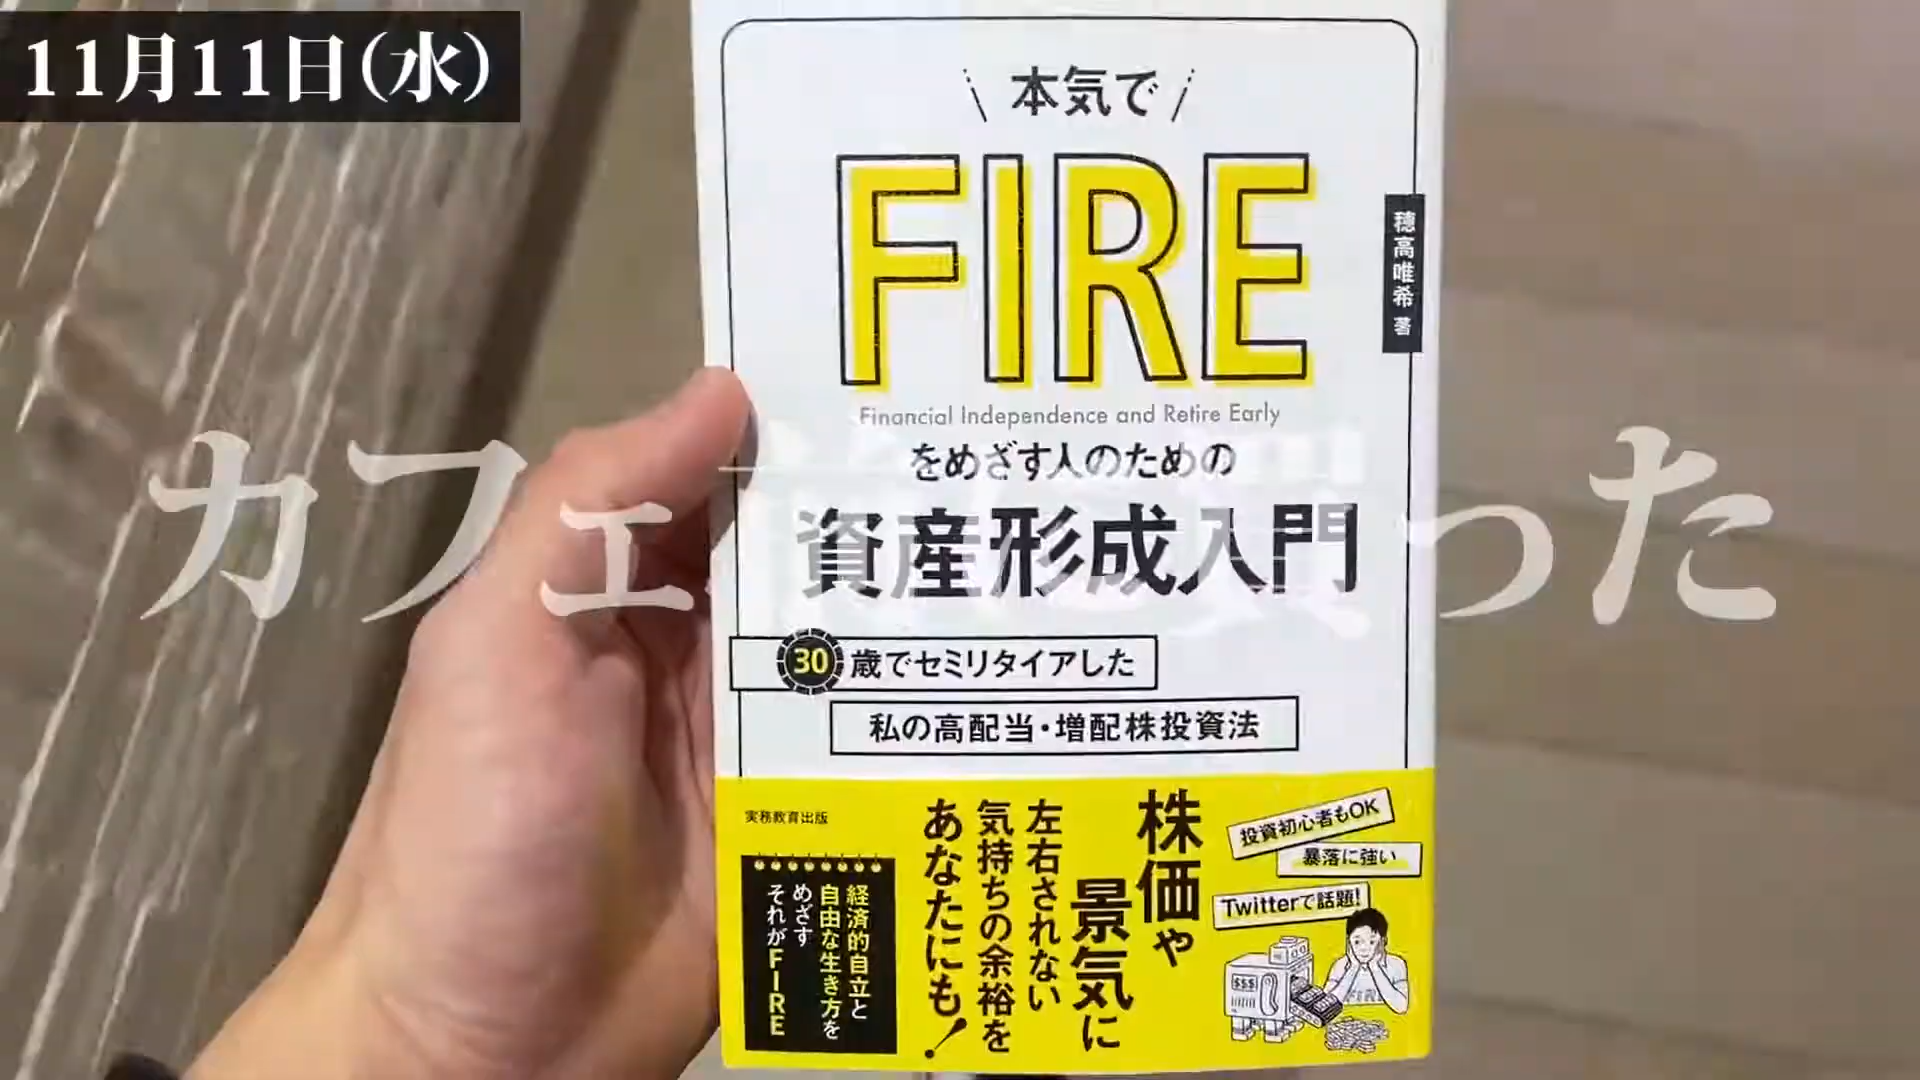 11月11日(水)
本気で
FIRE
Financial Independence and Retire Early
をめざす人のための
資産形成入門
穂高唯希 著
カフェ
った
30歳でセミリタイアした
私の高配当・増配株投資法
実務教育出版
株価や
景気に
左右されない
気持ちの余裕を
あなたにも!
経済的自立と
自由な生き方を
めざす
それがFIRE
投資初心者もOK
暴落に強い
Twitterで話題!
$$$
FIRE